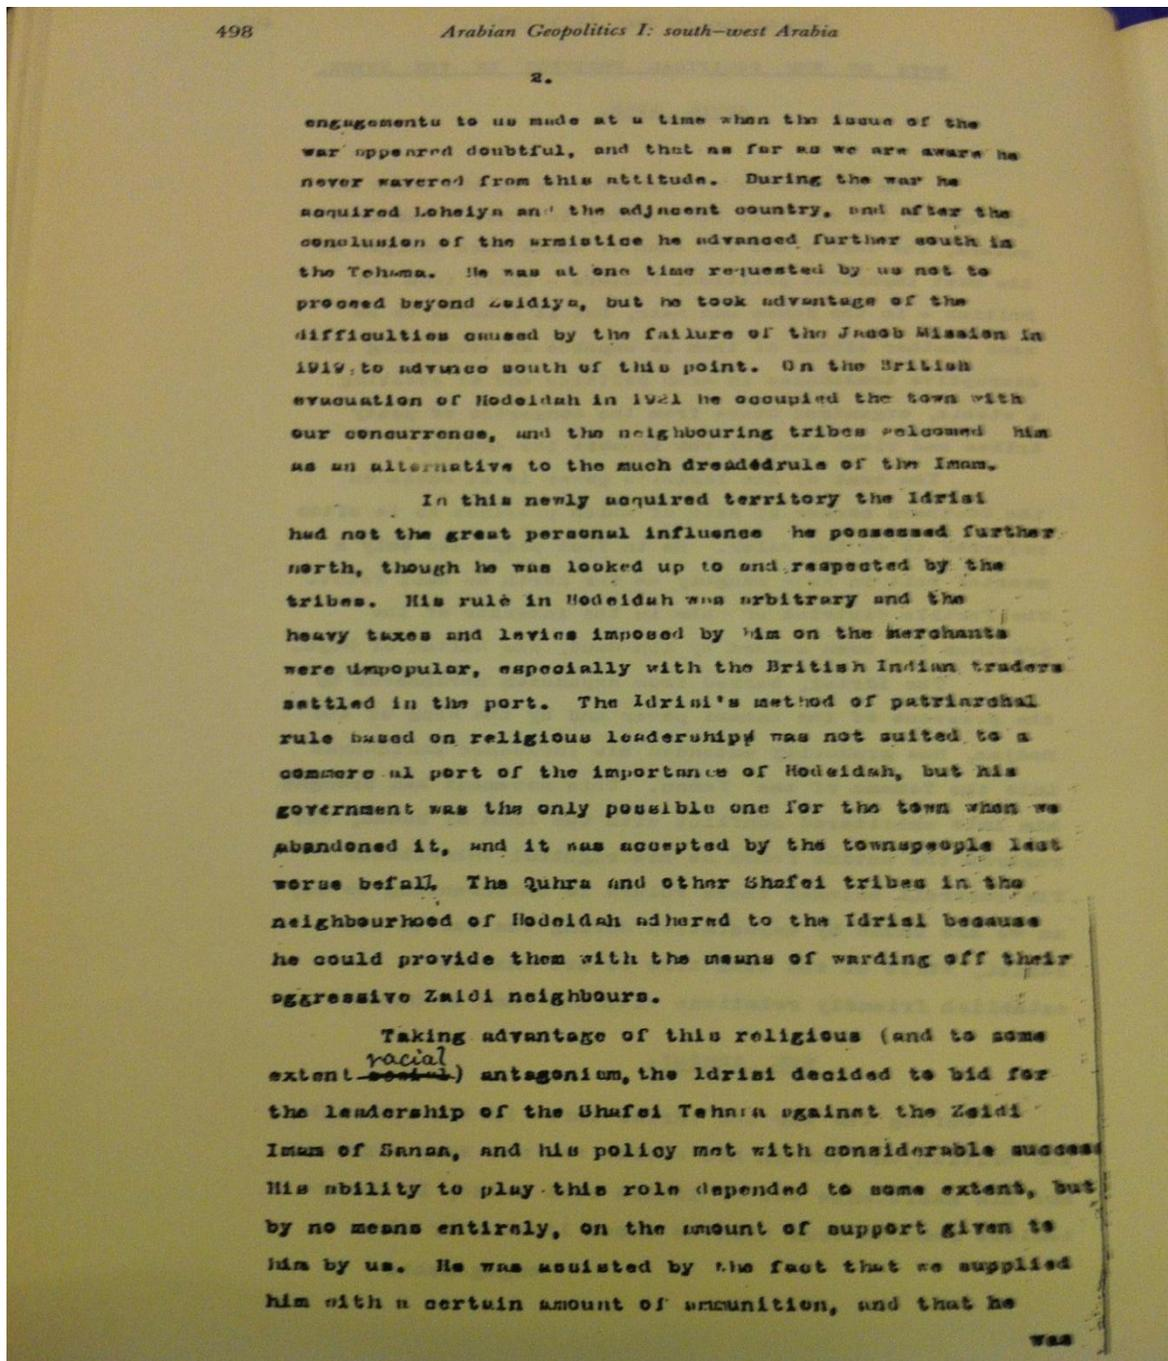 498 Arabian Geopolitics I: south-west Arabia
2.
engagements to us made at a time when the issue of the
war appeared doubtful, and that as far as we are aware he
never wavered from this attitude. During the war he
acquired Loheiya and the adjacent country, and after the
conclusion of the armistice he advanced further south in
the Tehama. He was at one time requested by us not to
proceed beyond Zeidiya, but he took advantage of the
difficulties caused by the failure of the Jacob Mission in
1919,to advance south of this point. On the British
evacuation of Hodeidah in 1921 he occupied the town with
our concurrence, and the neighbouring tribes welcomed him
as an alternative to the much dreadedrule of the Imam.
In this newly acquired territory the Idrisi
had not the great personal influence he possessed further
north, though he was looked up to and respected by the
tribes. His rule in Hodeidah was arbitrary and the
heavy taxes and levies imposed by him on the merchants
were unpopular, especially with the British Indian traders
settled in the port. The Idrisi's method of patriarchal
rule based on religious leadership was not suited to a
commercial port of the importance of Hodeidah, but his
government was the only possible one for the town when we
abandoned it, and it was accepted by the townspeople lest
worse befall. The Quhra and other Shafei tribes in the
neighbourhood of Hodeidah adhered to the Idrisi because
he could provide them with the means of warding off their
aggressive Zaidi neighbours.
Taking advantage of this religious (and to some
extent racial) antagonism, the Idrisi decided to bid for
the leadership of the Shafei Tehama against the Zeidi
Imam of Sanaa, and his policy met with considerable success
His ability to play this role depended to some extent, but
by no means entirely, on the amount of support given to
him by us. He was assisted by the fact that we supplied
him with a certain amount of ammunition, and that he
was